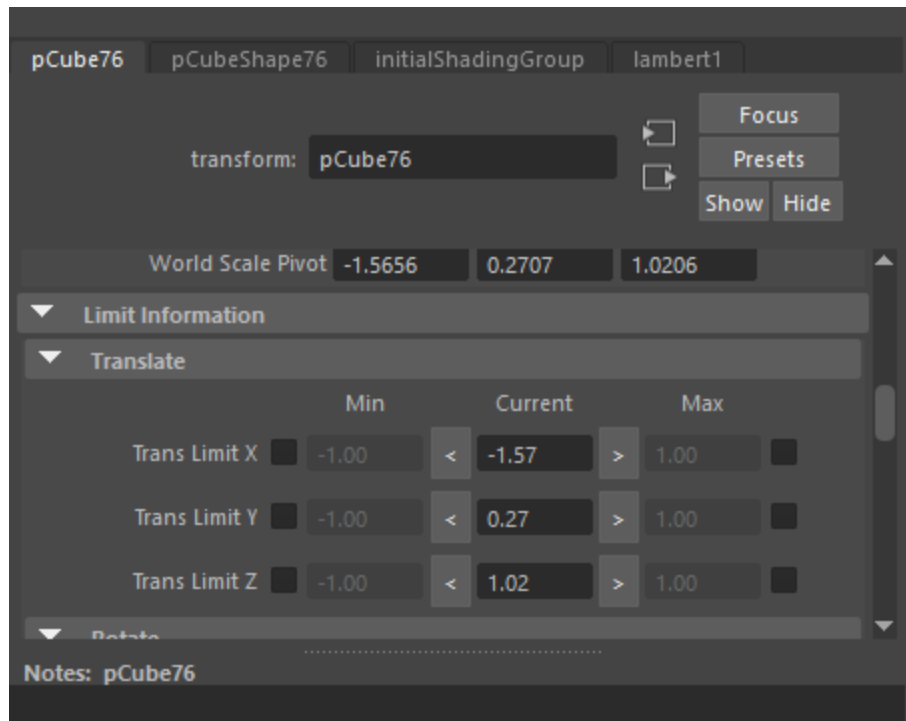 pCube76 pCubeShape76 initialShadingGroup lambert1
Focus
transform: pCube76 Presets
Show Hide
World Scale Pivot -1.5656 0.2707 1.0206
Limit Information
Translate
Min Current Max
Trans Limit X -1.00 < -1.57 > 1.00
Trans Limit Y -1.00 < 0.27 > 1.00
Trans Limit Z -1.00 < 1.02 > 1.00
Rotate
Notes: pCube76